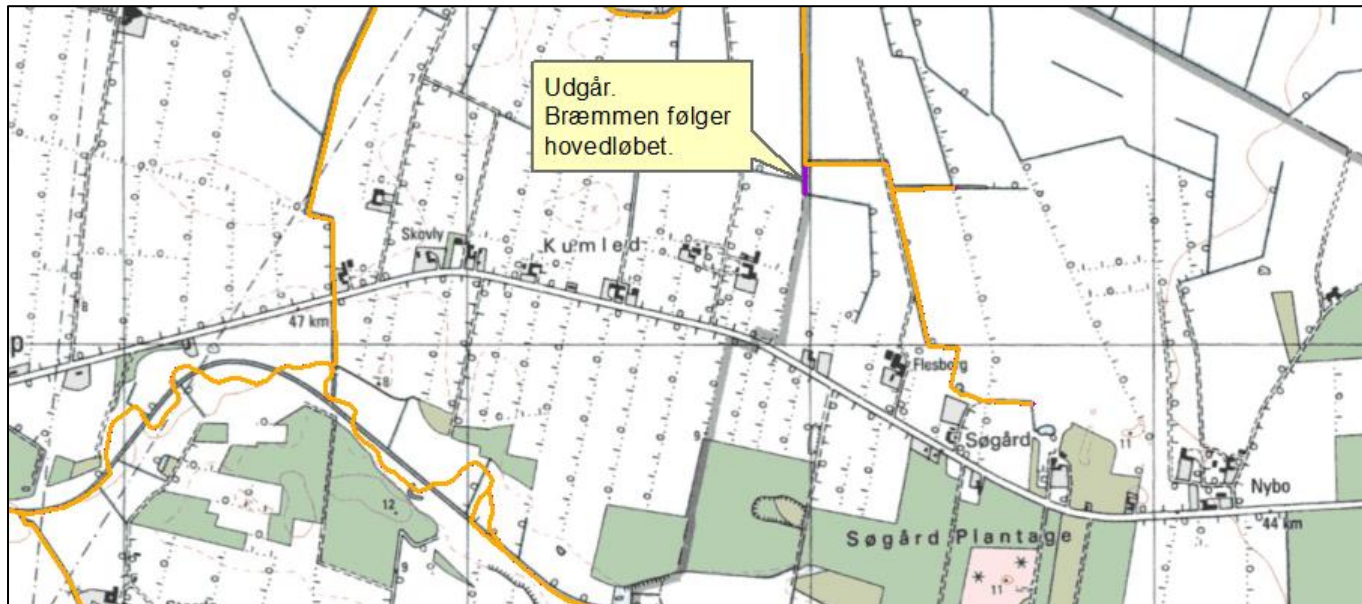 Udgår.
Bræmmen følger
hovedløbet.
7
Skovly
Kumled
8
47 km
p
8
Flesborg
9
Søgård
11
12
Nybo
44 km
Søgård Plantage
9
11